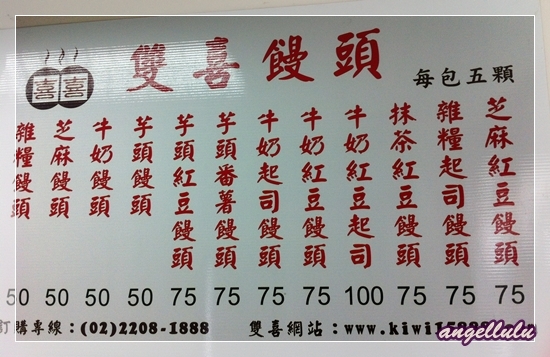 囍
雙喜饅頭
每包五顆
芝麻紅豆饅頭
雜糧起司饅頭
抹茶紅豆饅頭
牛奶紅豆起司
牛奶紅豆饅頭
牛奶起司饅頭
芋頭番薯饅頭
芋頭紅豆饅頭
芋頭饅頭
牛奶饅頭
芝麻饅頭
雜糧饅頭
50 50 50 50 75 75 75 75 100 75 75 75
訂購專線：(02)2208-1888 雙喜網站：
angellulu